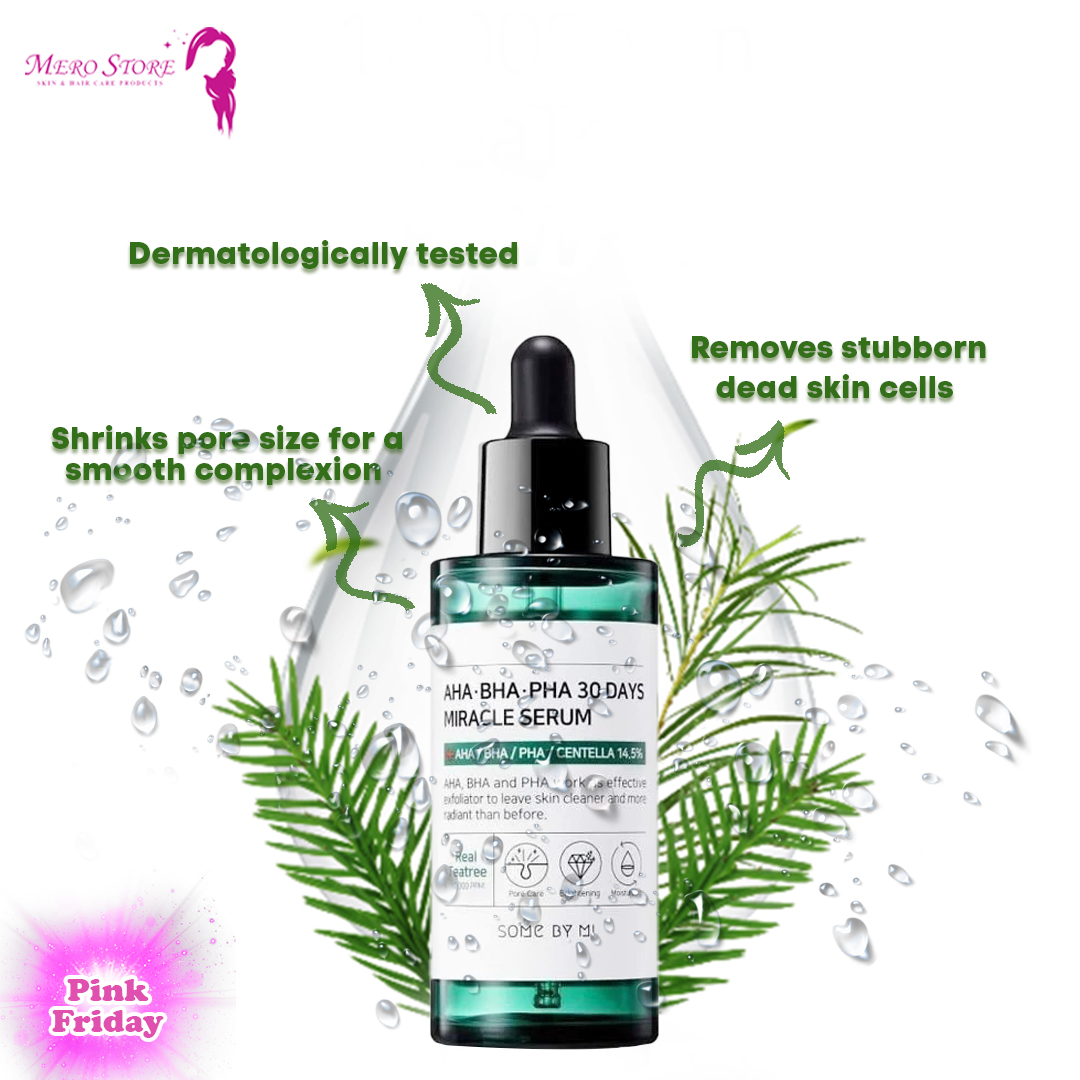 MERO STORE
SKIN & HAIR CARE PRODUCTS
Dermatologically tested
Removes stubborn
dead skin cells
Shrinks pore size for a
smooth complexion
AHA·BHA·PHA 30 DAYS
MIRACLE SERUM
AHA / BHA / PHA / CENTELLA 14,5%
AHA, BHA and PHA works effective
exfoliator to leave skin cleaner and more
radiant than before.
Real
Teatree
Pore Care
Brightening
SOME BY MI
Pink
Friday